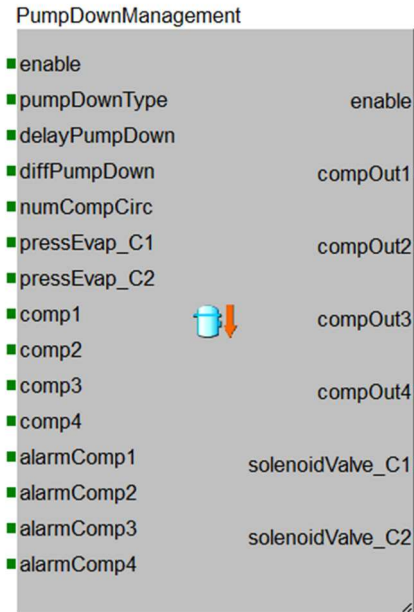 PumpDownManagement
enable
pumpDownType
enable
delayPumpDown
diffPumpDown
compOut1
numCompCirc
pressEvap_C1
compOut2
pressEvap_C2
comp1
compOut3
comp2
comp3
compOut4
comp4
alarmComp1
solenoidValve_C1
alarmComp2
alarmComp3
solenoidValve_C2
alarmComp4